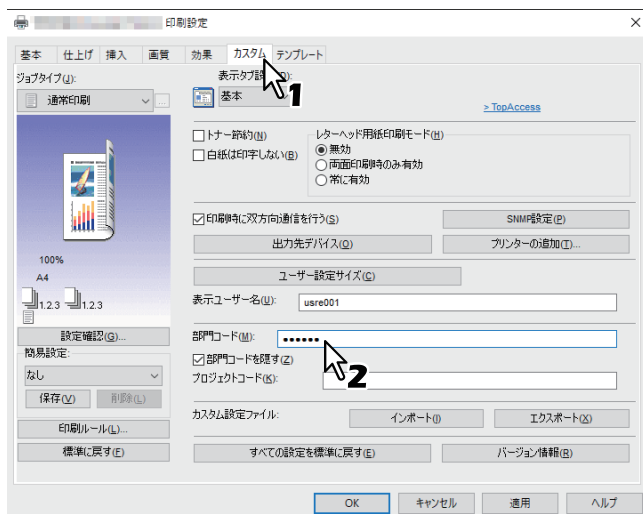 印刷設定
基本 仕上げ 挿入 画質 効果 カスタム テンプレート
ジョブタイプ(J):
通常印刷
...
100%
A4
1.2.3 1.2.3
設定確認(G)...
簡易設定:
なし
保存(V) 削除(L)
印刷ルール(L)...
標準に戻す(F)
基本
1
> TopAccess
トナー節約(N)
白紙は印字しない(B)
レターヘッド用紙印刷モード(H)
無効
両面印刷時のみ有効
常に有効
印刷時に双方向通信を行う(S) SNMP設定(P)
出力先デバイス(O) プリンターの追加(T)...
ユーザー設定サイズ(C)
表示ユーザー名(U): usre001
部門コード(M): ••••••
部門コードを隠す(Z)
2
プロジェクトコード(K):
カスタム設定ファイル: インポート(I) エクスポート(X)
すべての設定を標準に戻す(E) バージョン情報(R)
OK キャンセル 適用 ヘルプ